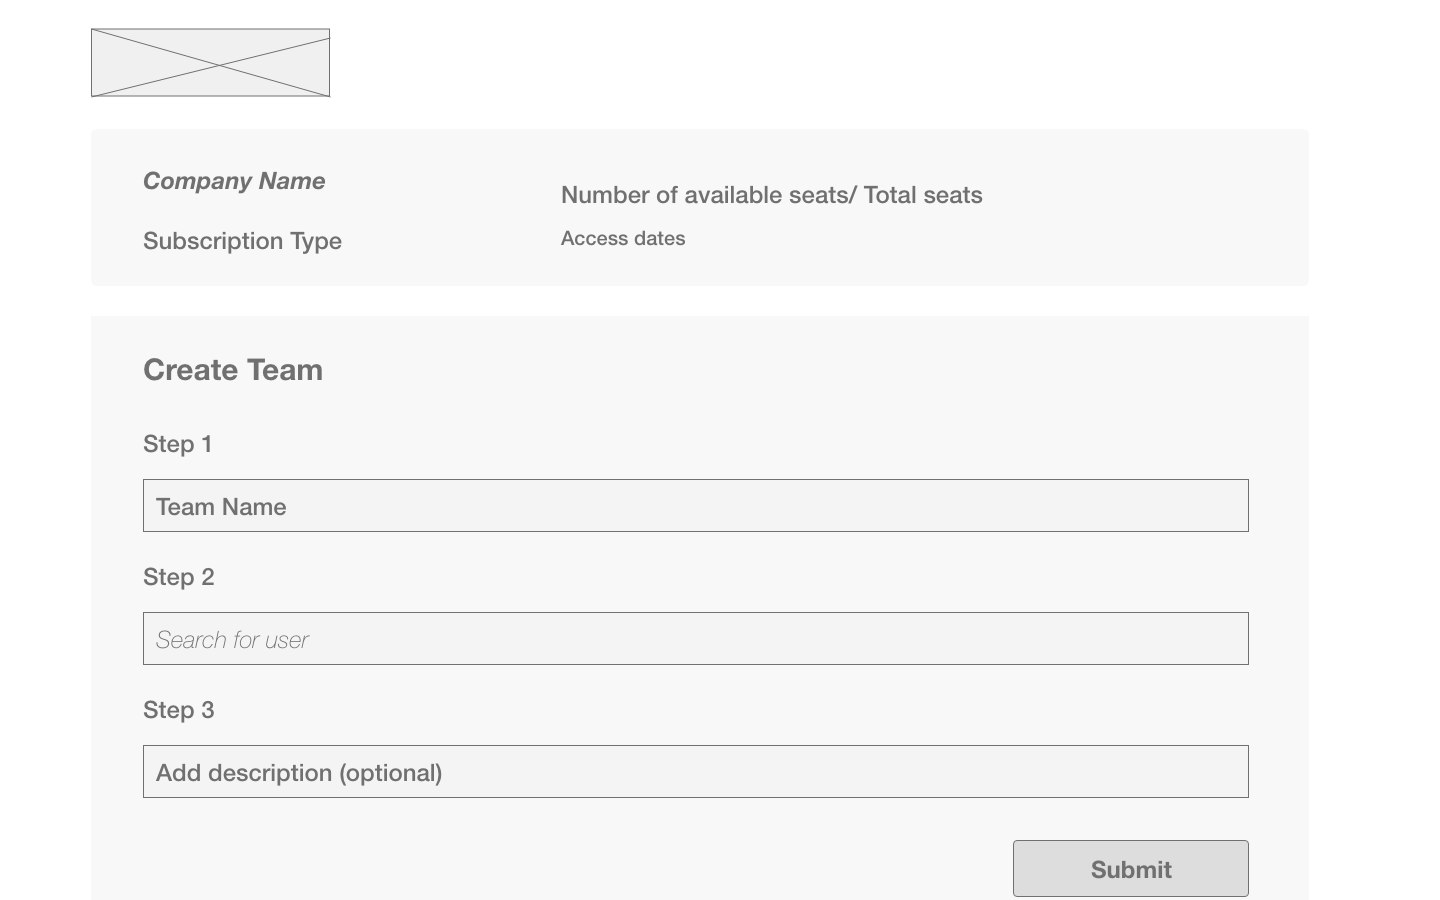 Company Name
Number of available seats/ Total seats
Subscription Type
Access dates
Create Team
Step 1
Team Name
Step 2
Search for user
Step 3
Add description (optional)
Submit